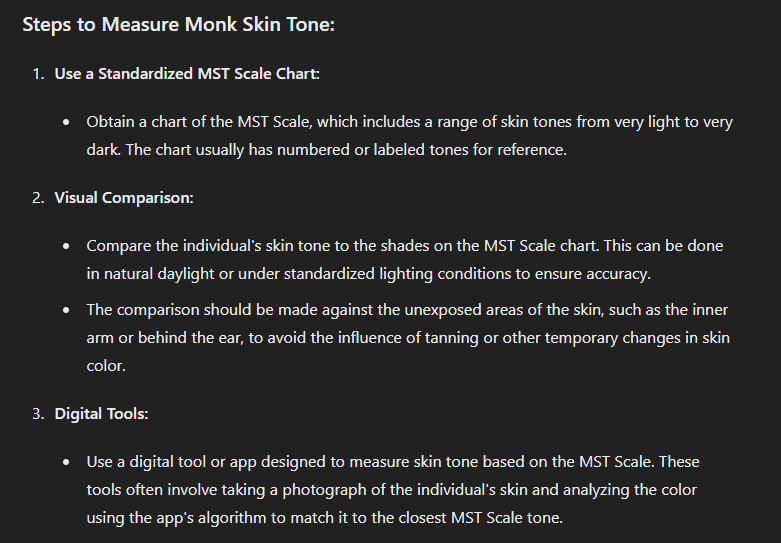 Steps to Measure Monk Skin Tone:
1. Use a Standardized MST Scale Chart:
• Obtain a chart of the MST Scale, which includes a range of skin tones from very light to very
dark. The chart usually has numbered or labeled tones for reference.
2. Visual Comparison:
• Compare the individual's skin tone to the shades on the MST Scale chart. This can be done
in natural daylight or under standardized lighting conditions to ensure accuracy.
• The comparison should be made against the unexposed areas of the skin, such as the inner
arm or behind the ear, to avoid the influence of tanning or other temporary changes in skin
color.
3. Digital Tools:
• Use a digital tool or app designed to measure skin tone based on the MST Scale. These
tools often involve taking a photograph of the individual's skin and analyzing the color
using the app's algorithm to match it to the closest MST Scale tone.